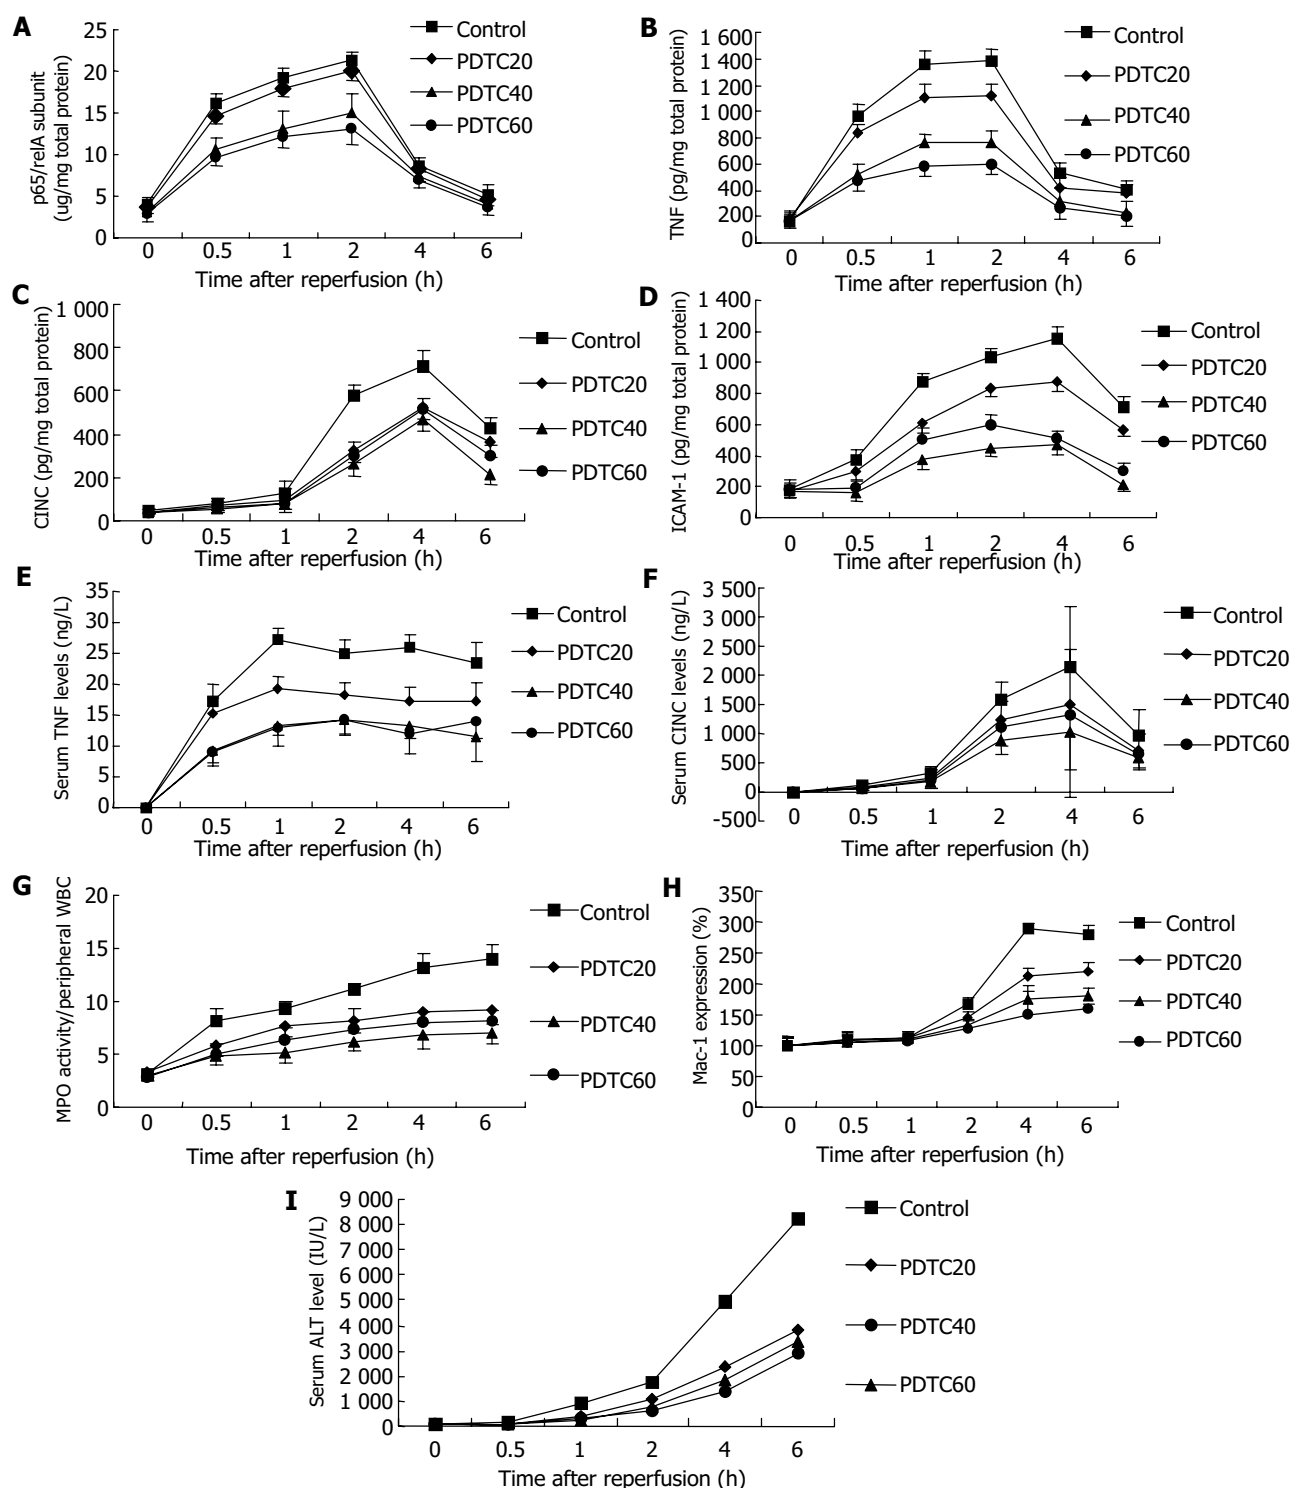 A
p65/relA subunit
(ug/mg total protein)
25
20
15
10
5
0
0 0.5 1 2 4 6
Time after reperfusion (h)
Control
PDTC20
PDTC40
PDTC60
B
TNF (pg/mg total protein)
1 600
1 400
1 200
1 000
800
600
400
200
0
0 0.5 1 2 4 6
Time after reperfusion (h)
Control
PDTC20
PDTC40
PDTC60
C
CINC (pg/mg total protein)
1 000
800
600
400
200
0
0 0.5 1 2 4 6
Time after reperfusion (h)
Control
PDTC20
PDTC40
PDTC60
D
ICAM-1 (pg/mg total protein)
1 400
1 200
1 000
800
600
400
200
0
0 0.5 1 2 4 6
Time after reperfusion (h)
Control
PDTC20
PDTC40
PDTC60
E
Serum TNF levels (ng/L)
35
30
25
20
15
10
5
0
0 0.5 1 2 4 6
Time after reperfusion (h)
Control
PDTC20
PDTC40
PDTC60
F
Serum CINC levels (ng/L)
3 500
3 000
2 500
2 000
1 500
1 000
500
0
-500
0 0.5 1 2 4 6
Time after reperfusion (h)
Control
PDTC20
PDTC40
PDTC60
G
MPO activity/peripheral WBC
20
15
10
5
0
0 0.5 1 2 4 6
Time after reperfusion (h)
Control
PDTC20
PDTC40
PDTC60
H
Mac-1 expression (%)
350
300
250
200
150
100
50
0
0 0.5 1 2 4 6
Time after reperfusion (h)
Control
PDTC20
PDTC40
PDTC60
I
Serum ALT level (IU/L)
9 000
8 000
7 000
6 000
5 000
4 000
3 000
2 000
1 000
0
0 0.5 1 2 4 6
Time after reperfusion (h)
Control
PDTC20
PDTC40
PDTC60